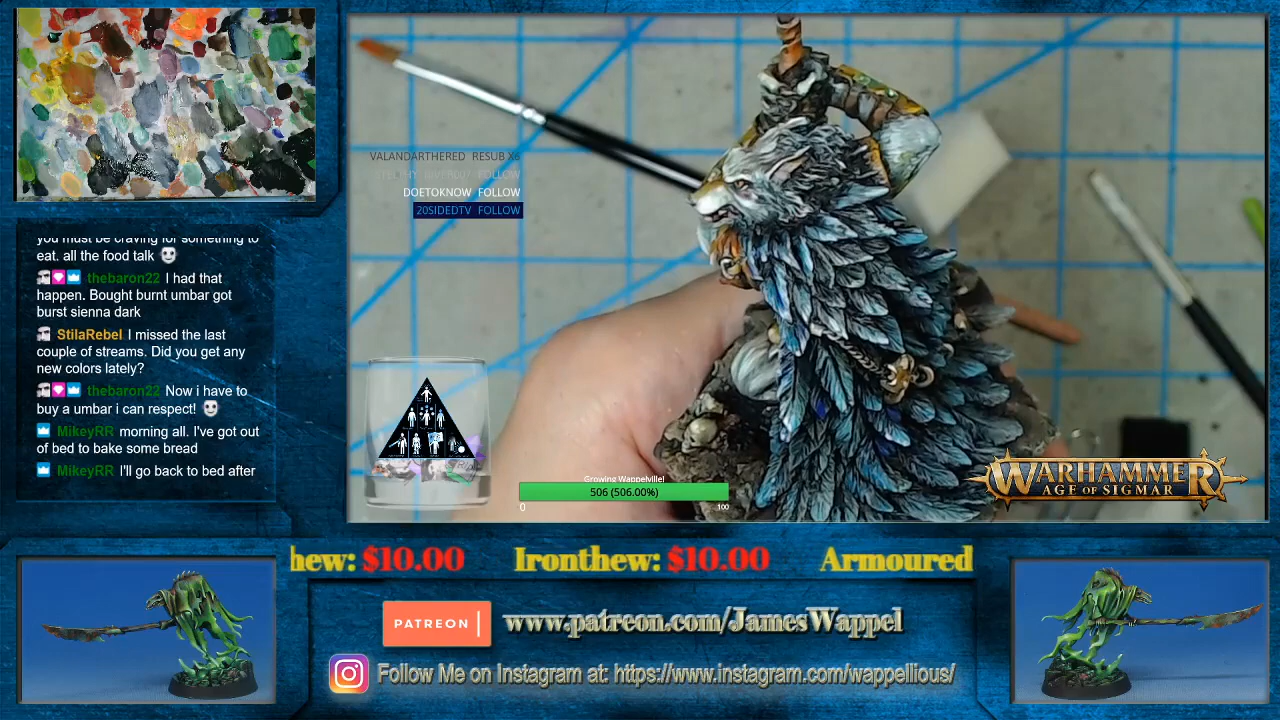 VALANDARTHERED RESUB X6
FOLLOW
DOETOKNOW FOLLOW
20SIDEDTV FOLLOW
you must be craving for something to
eat. all the food talk
thebaron22 I had that
happen. Bought burnt umbar got
burst sienna dark
StilaRebel I missed the last
couple of streams. Did you get any
new colors lately?
thebaron22 Now i have to
buy a umbar i can respect!
MikeyRR morning all. I've got out
of bed to bake some bread
MikeyRR I'll go back to bed after
Growing Wappelville!
506 (506.00%)
0 100
WARHAMMER
AGE OF SIGMAR
hew: $10.00 Ironthew: $10.00 Armoured
PATREON www.patreon.com/JamesWappel
Follow Me on Instagram at: https://www.instagram.com/wappellious/